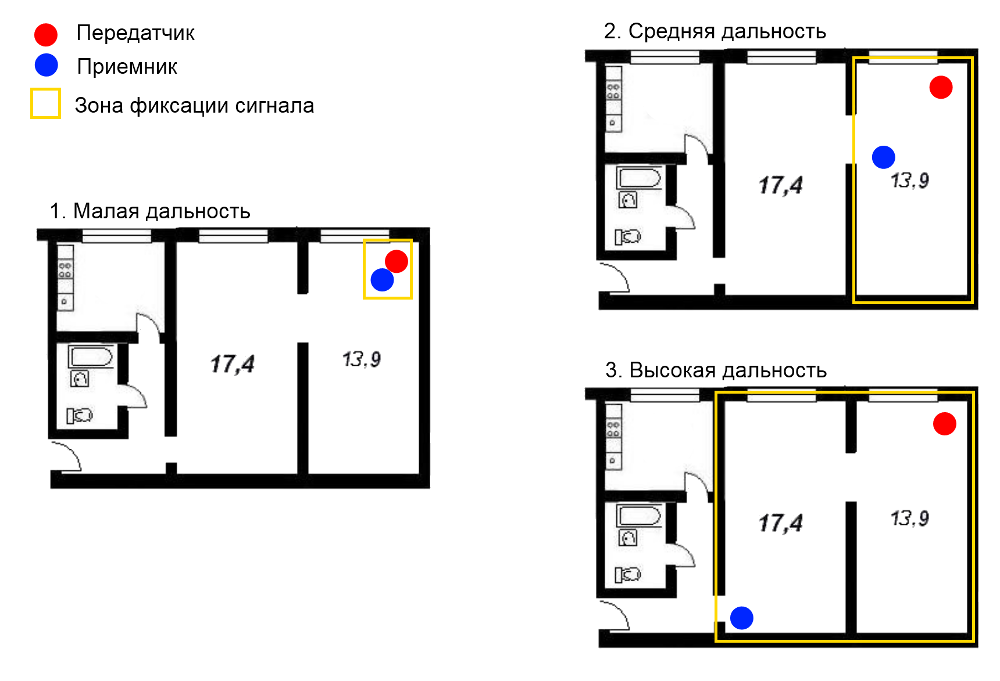 Передатчик
Приемник
Зона фиксации сигнала
1. Малая дальность
17,4
13,9
2. Средняя дальность
17,4
13,9
3. Высокая дальность
17,4
13,9